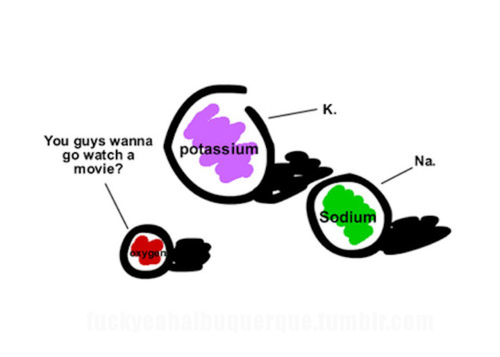 K.
You guys wanna
go watch a
movie?
potassium
Na.
Sodium
oxygen
fuckyeahalbuquerque.tumblr.com